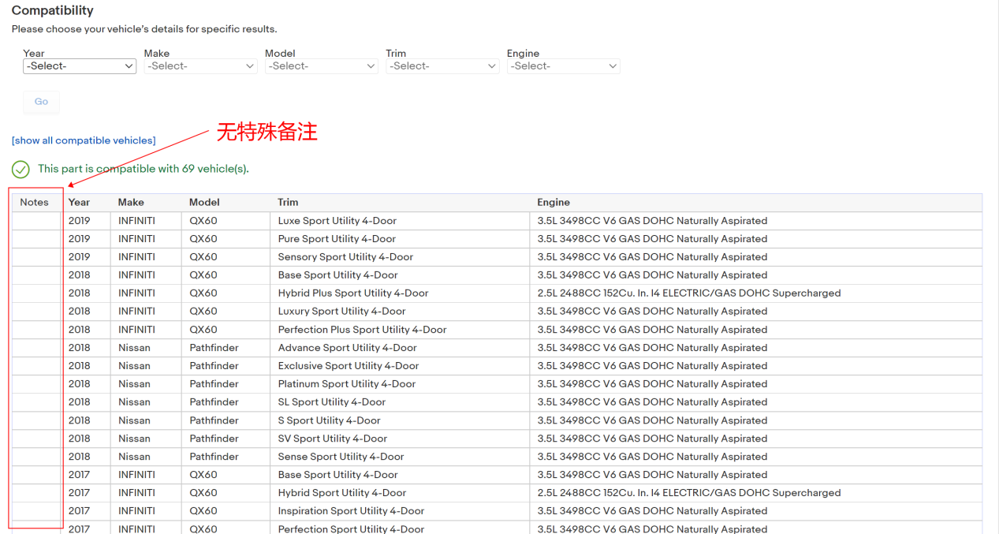 Compatibility
Please choose your vehicle's details for specific results.
Year Make Model Trim Engine
-Select- -Select- -Select- -Select- -Select-
Go
无特殊备注
[show all compatible vehicles]
This part is compatible with 69 vehicle(s).
Notes Year Make Model Trim Engine
2019 INFINITI QX60 Luxe Sport Utility 4-Door 3.5L 3498CC V6 GAS DOHC Naturally Aspirated
2019 INFINITI QX60 Pure Sport Utility 4-Door 3.5L 3498CC V6 GAS DOHC Naturally Aspirated
2019 INFINITI QX60 Sensory Sport Utility 4-Door 3.5L 3498CC V6 GAS DOHC Naturally Aspirated
2018 INFINITI QX60 Base Sport Utility 4-Door 3.5L 3498CC V6 GAS DOHC Naturally Aspirated
2018 INFINITI QX60 Hybrid Plus Sport Utility 4-Door 2.5L 2488CC 152Cu. In. I4 ELECTRIC/GAS DOHC Supercharged
2018 INFINITI QX60 Luxury Sport Utility 4-Door 3.5L 3498CC V6 GAS DOHC Naturally Aspirated
2018 INFINITI QX60 Perfection Plus Sport Utility 4-Door 3.5L 3498CC V6 GAS DOHC Naturally Aspirated
2018 Nissan Pathfinder Advance Sport Utility 4-Door 3.5L 3498CC V6 GAS DOHC Naturally Aspirated
2018 Nissan Pathfinder Exclusive Sport Utility 4-Door 3.5L 3498CC V6 GAS DOHC Naturally Aspirated
2018 Nissan Pathfinder Platinum Sport Utility 4-Door 3.5L 3498CC V6 GAS DOHC Naturally Aspirated
2018 Nissan Pathfinder SL Sport Utility 4-Door 3.5L 3498CC V6 GAS DOHC Naturally Aspirated
2018 Nissan Pathfinder S Sport Utility 4-Door 3.5L 3498CC V6 GAS DOHC Naturally Aspirated
2018 Nissan Pathfinder SV Sport Utility 4-Door 3.5L 3498CC V6 GAS DOHC Naturally Aspirated
2018 Nissan Pathfinder Sense Sport Utility 4-Door 3.5L 3498CC V6 GAS DOHC Naturally Aspirated
2017 INFINITI QX60 Base Sport Utility 4-Door 3.5L 3498CC V6 GAS DOHC Naturally Aspirated
2017 INFINITI QX60 Hybrid Sport Utility 4-Door 2.5L 2488CC 152Cu. In. I4 ELECTRIC/GAS DOHC Supercharged
2017 INFINITI QX60 Inspiration Sport Utility 4-Door 3.5L 3498CC V6 GAS DOHC Naturally Aspirated
2017 INFINITI QX60 Perfection Sport Utility 4-Door 3.5L 3498CC V6 GAS DOHC Naturally Aspirated